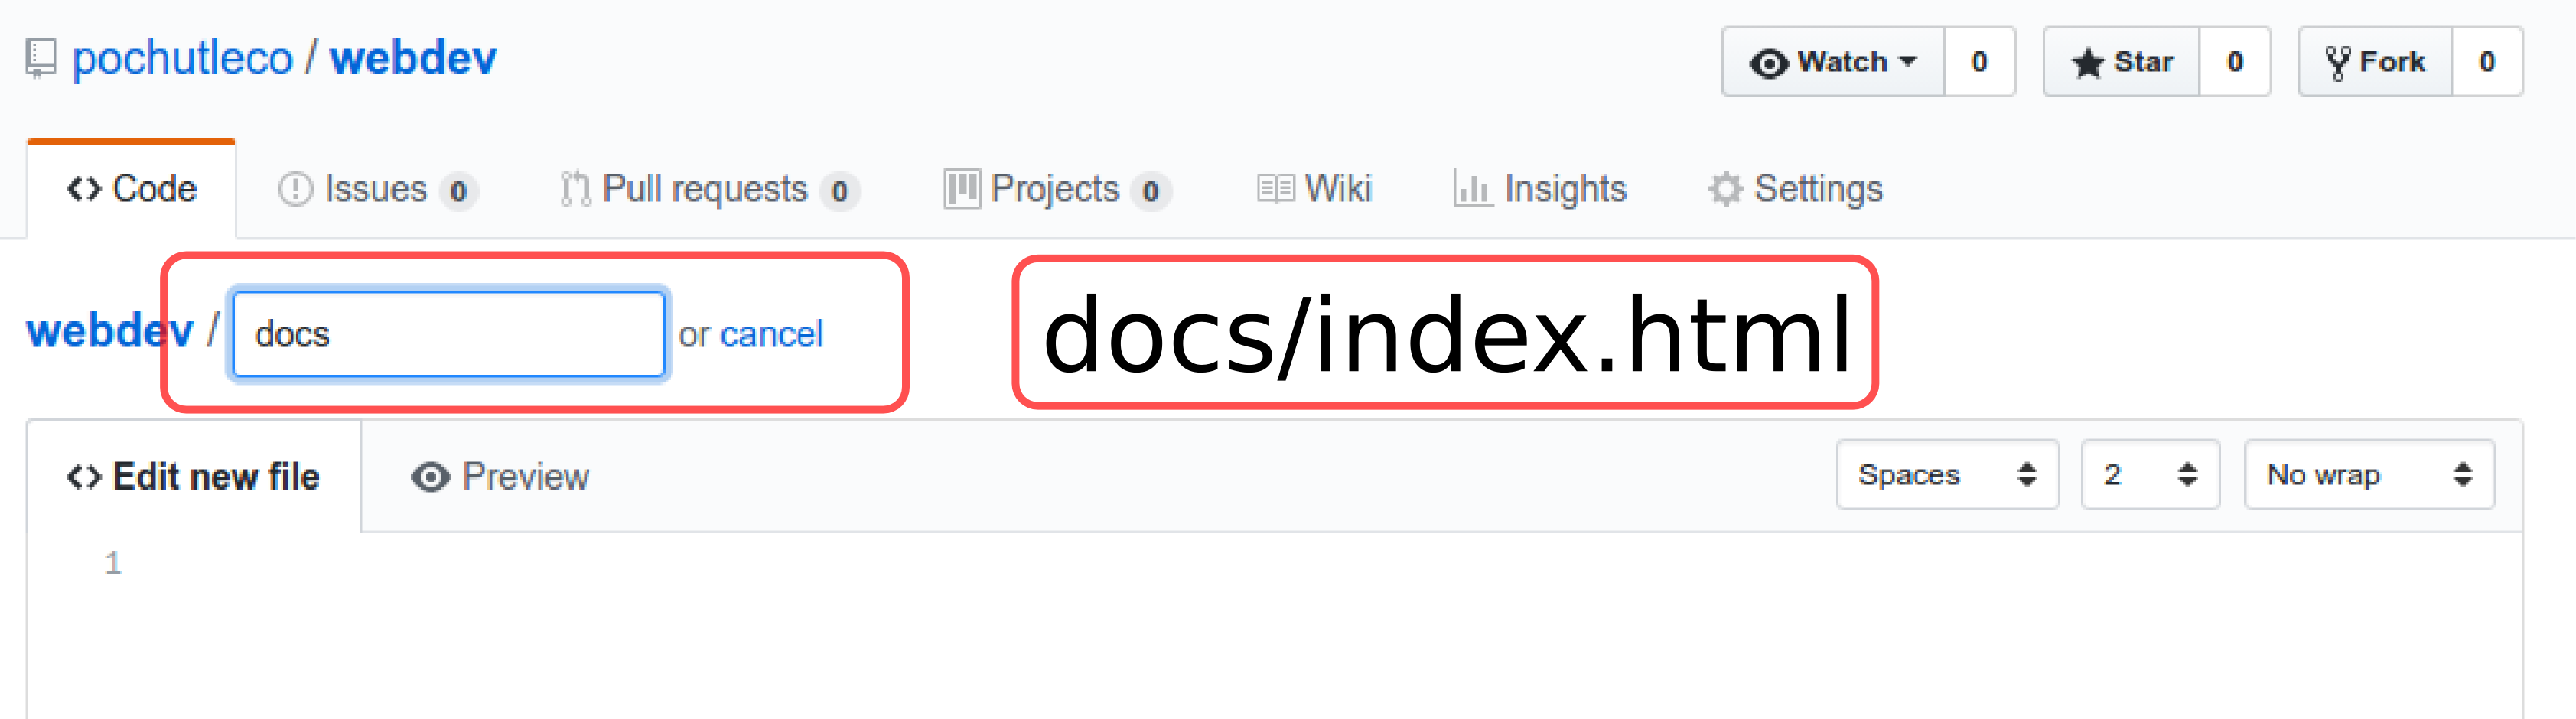 pochutleco / webdev Watch 0 Star 0 Fork 0
Code Issues 0 Pull requests 0 Projects 0 Wiki Insights Settings
webdev / docs or cancel docs/index.html
Edit new file Preview Spaces 2 No wrap
1